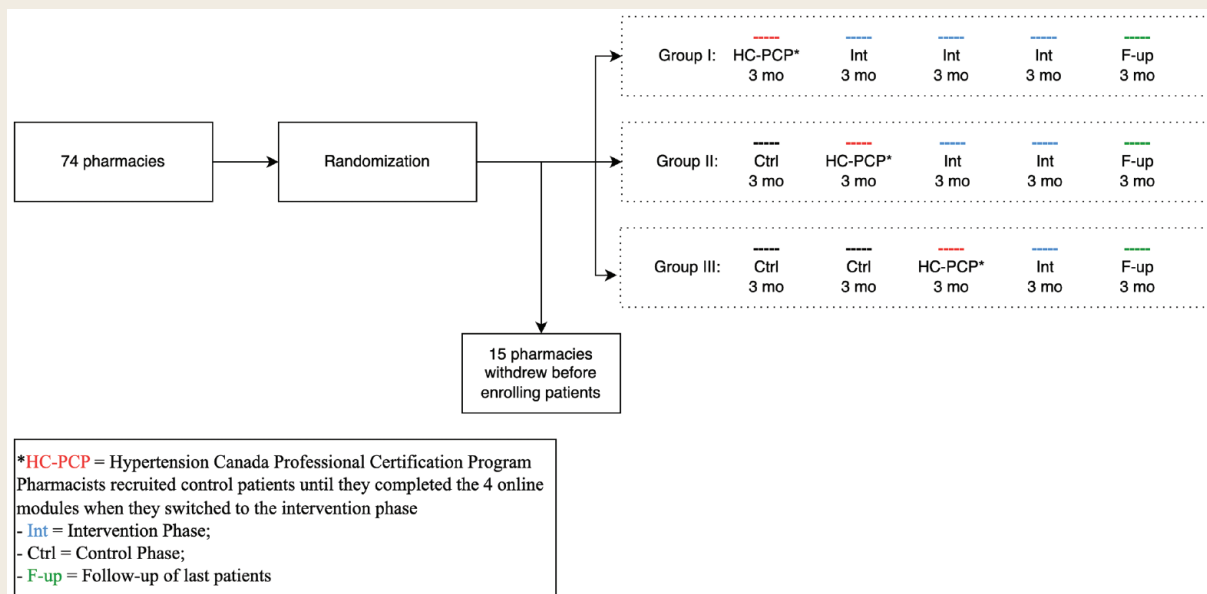 74 pharmacies
Randomization
15 pharmacies
withdrew before
enrolling patients
-----  -----  -----  -----  -----
Group I:  HC-PCP*  Int  Int  Int  F-up
3 mo  3 mo  3 mo  3 mo  3 mo
-----  -----  -----  -----  -----
Group II:  Ctrl  HC-PCP*  Int  Int  F-up
3 mo  3 mo  3 mo  3 mo  3 mo
-----  -----  -----  -----  -----
Group III:  Ctrl  Ctrl  HC-PCP*  Int  F-up
3 mo  3 mo  3 mo  3 mo  3 mo
*HC-PCP = Hypertension Canada Professional Certification Program
Pharmacists recruited control patients until they completed the 4 online
modules when they switched to the intervention phase
- Int = Intervention Phase;
- Ctrl = Control Phase;
- F-up = Follow-up of last patients